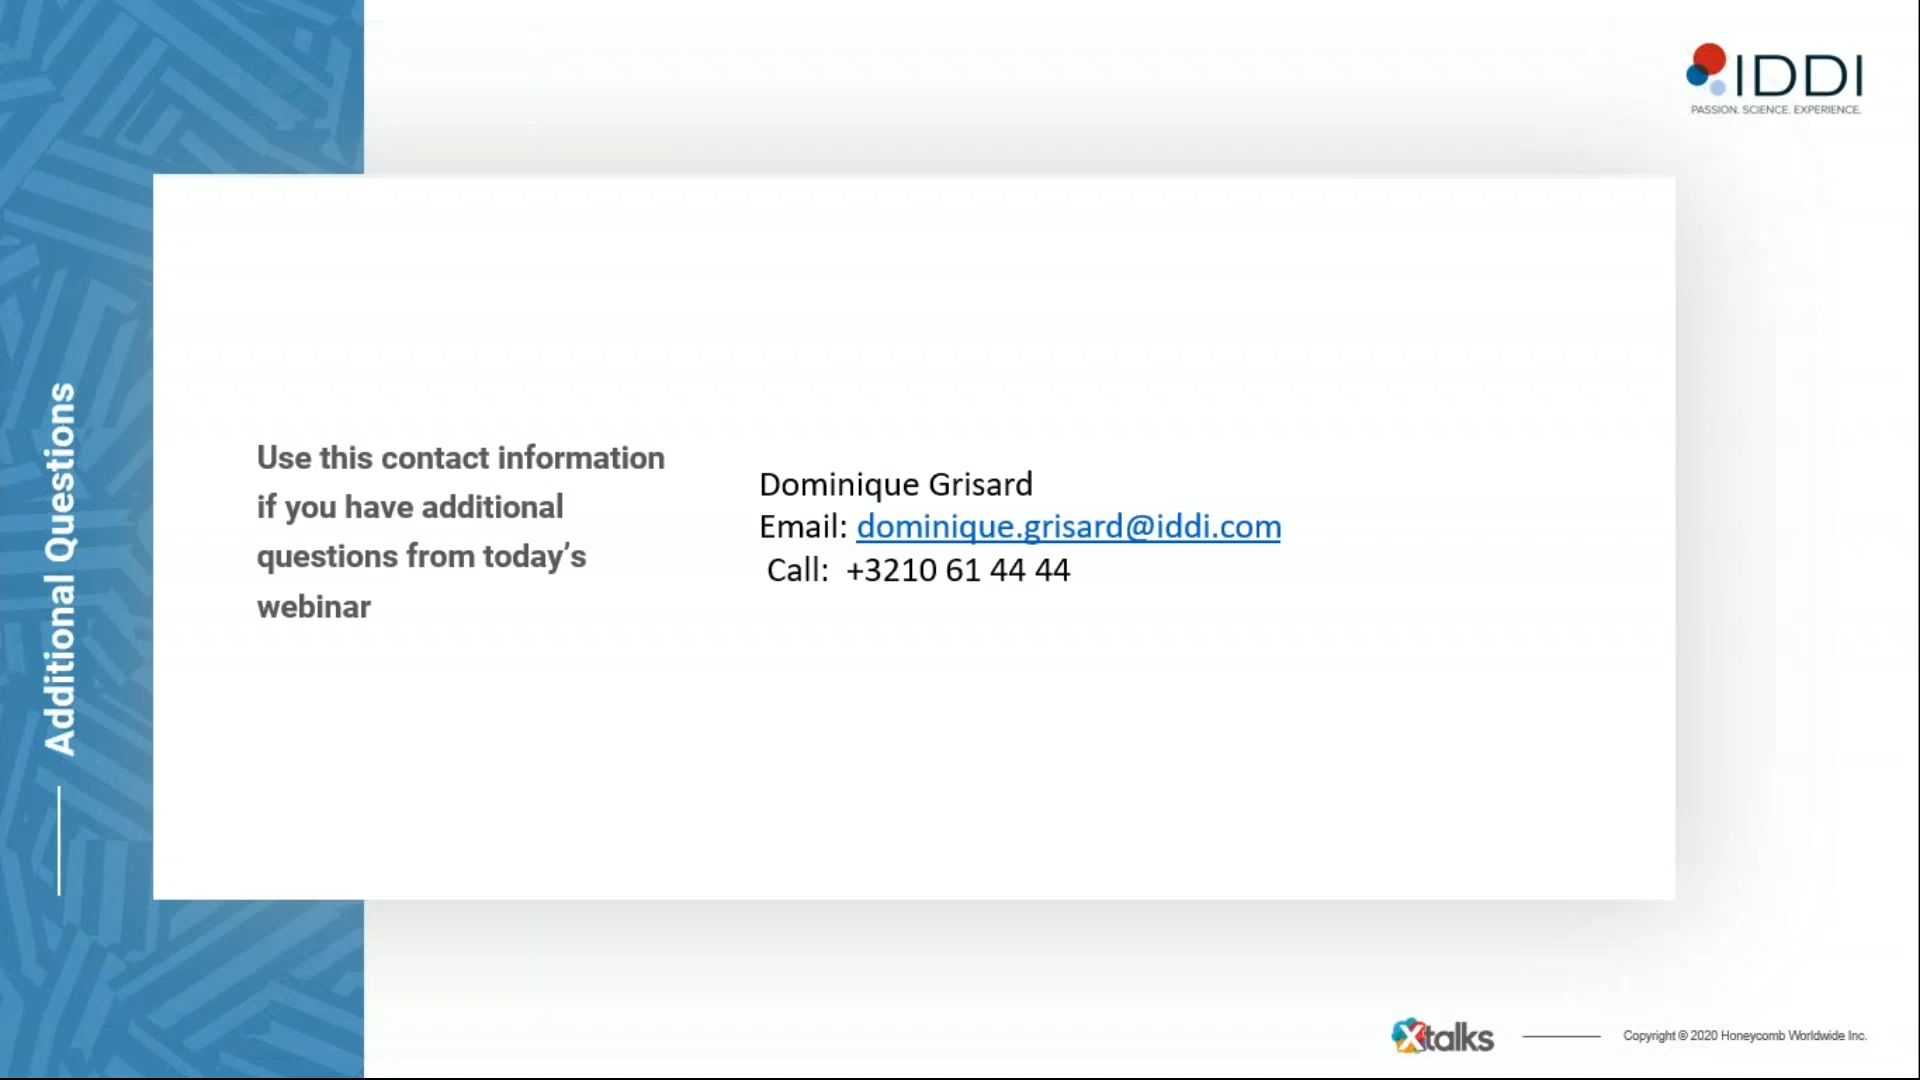 IDDI
PASSION. SCIENCE. EXPERIENCE.
Additional Questions
Use this contact information
if you have additional
questions from today’s
webinar
Dominique Grisard
Email: dominique.grisard@iddi.com
Call: +3210 61 44 44
Xtalks
Copyright © 2020 Honeycomb Worldwide Inc.